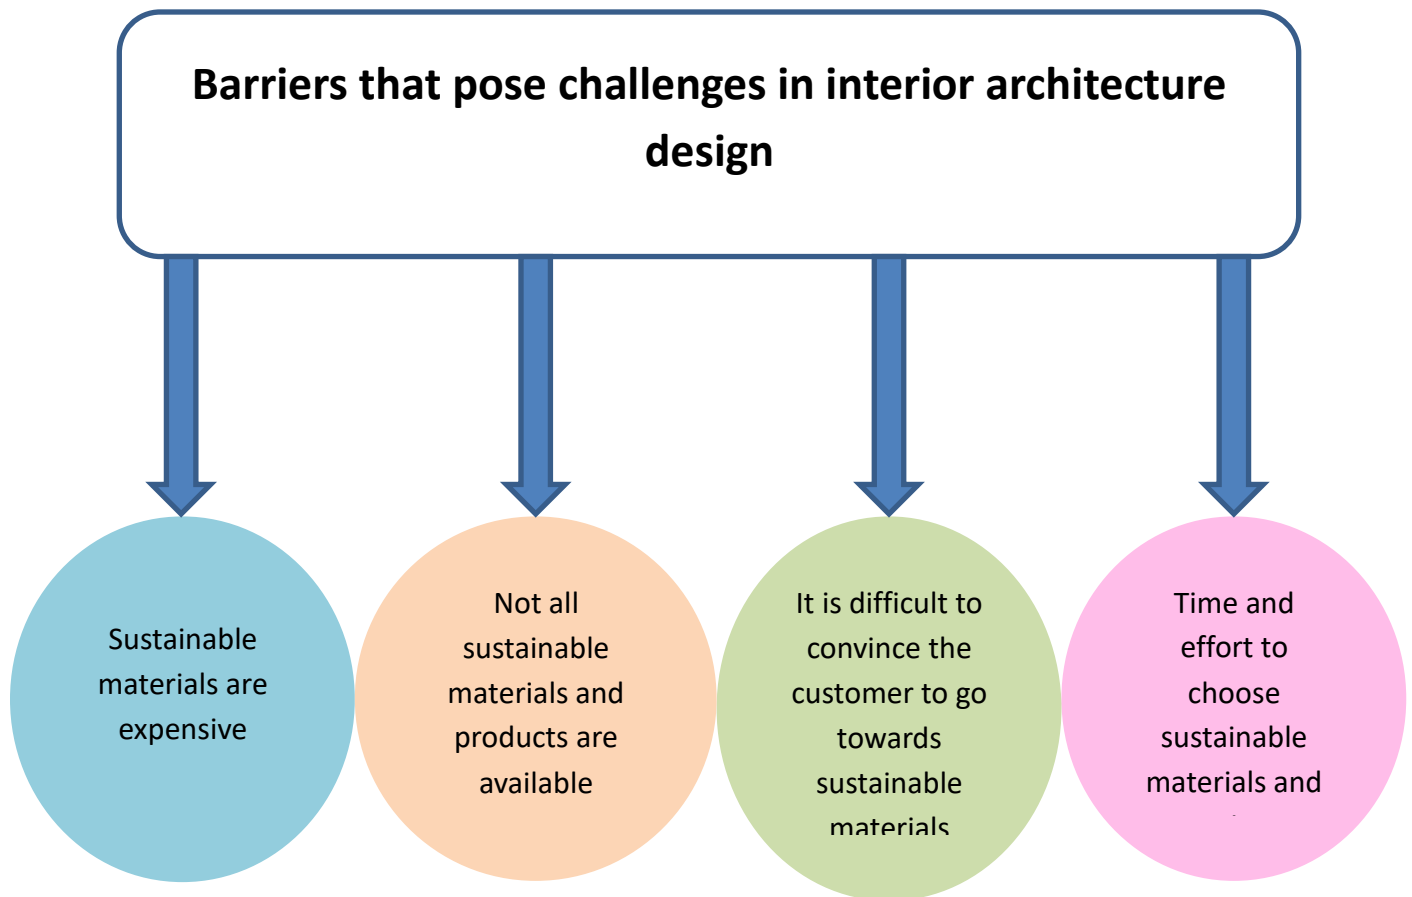 Barriers that pose challenges in interior architecture
design
Sustainable
materials are
expensive
Not all
sustainable
materials and
products are
available
It is difficult to
convince the
customer to go
towards
sustainable
materials
Time and
effort to
choose
sustainable
materials and